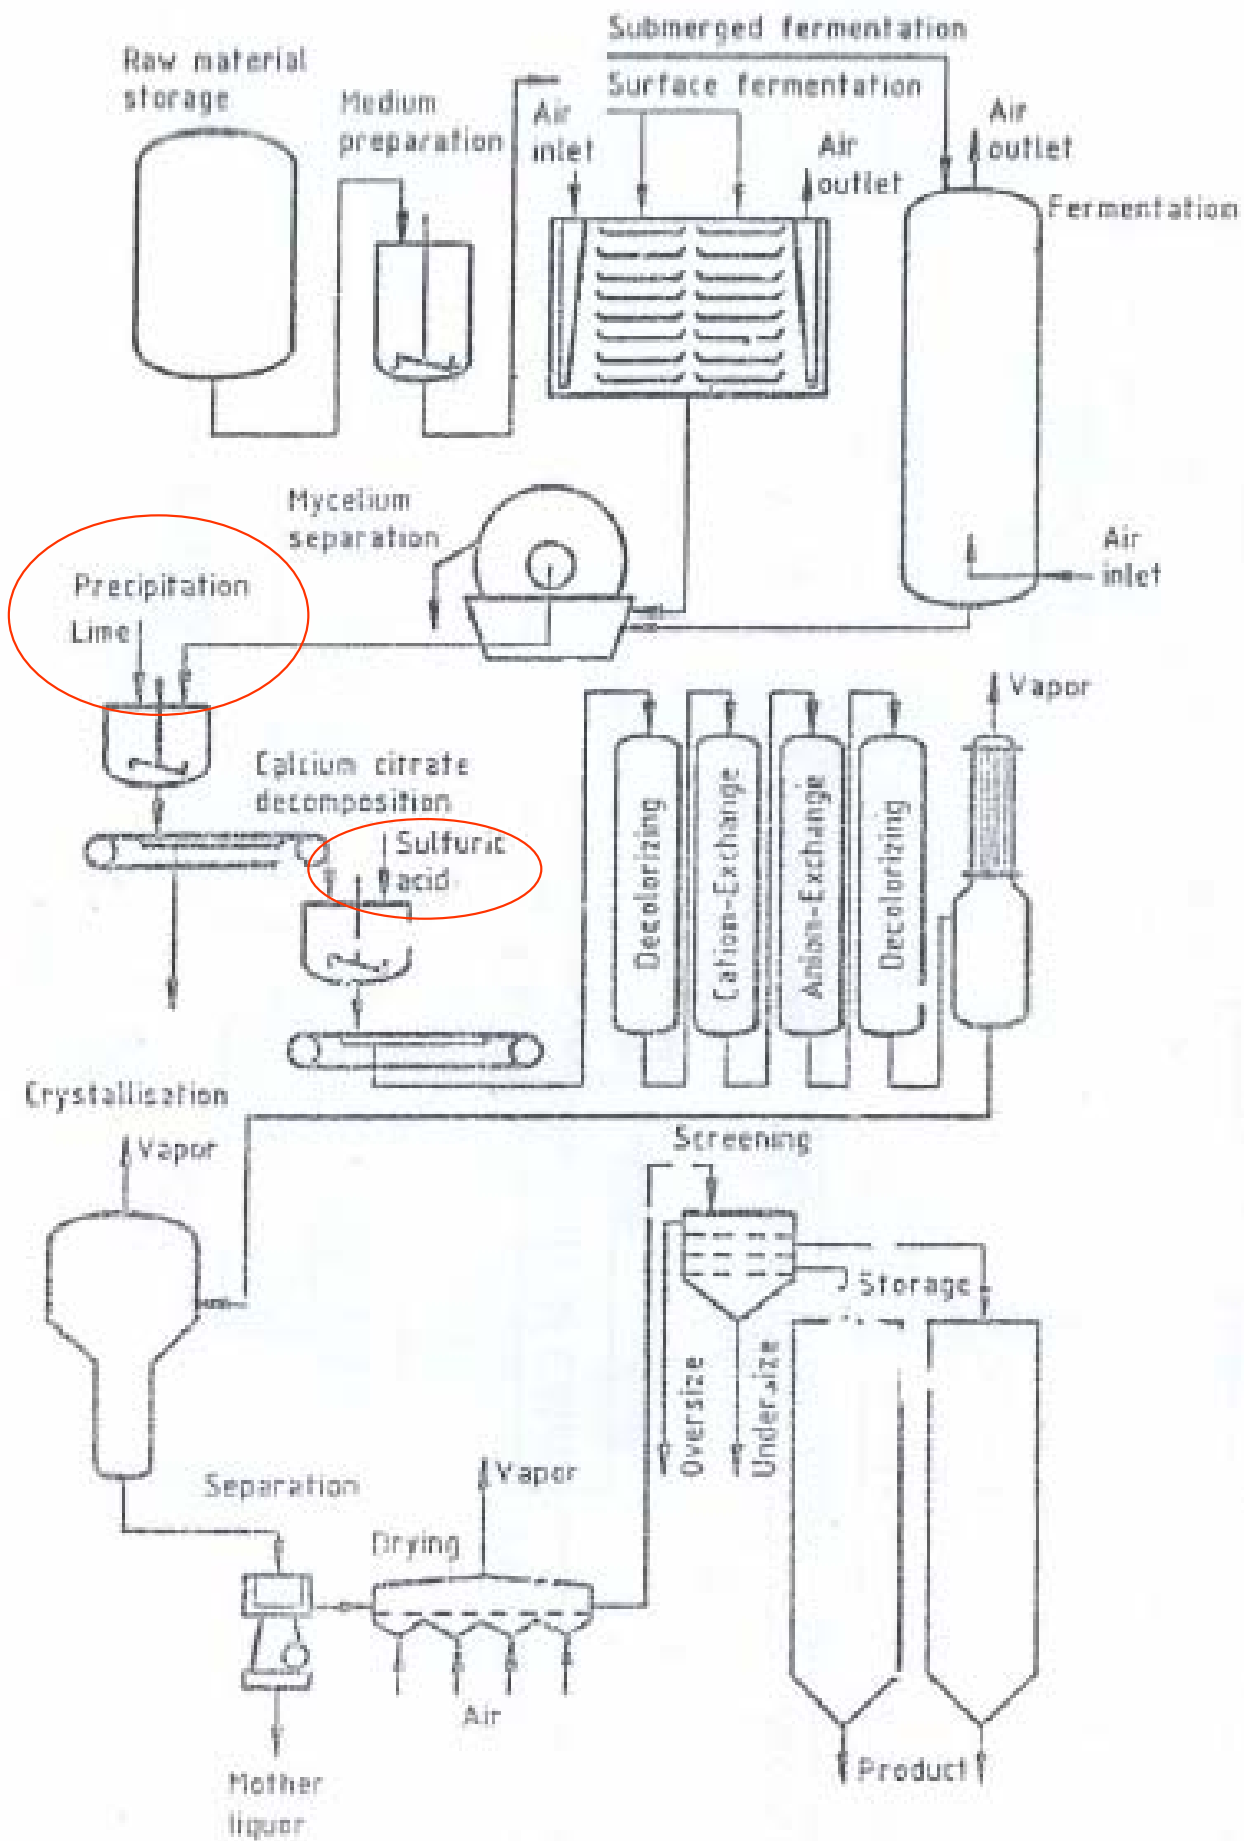 Submerged fermentation
Raw material
storage
Medium
preparation
Surface fermentation
Air
inlet
Air
outlet
Air
outlet
Fermentation
Mycelium
separation
Air
inlet
Precipitation
Lime
Vapor
Calcium citrate
decomposition
Sulfuric
acid
Decolorizing
Cation-Exchange
Anion-Exchange
Decolorizing
Crystallisation
Vapor
Screening
Storage
Oversize
Undersize
Separation
Vapor
Drying
Air
Product
Mother
liquor